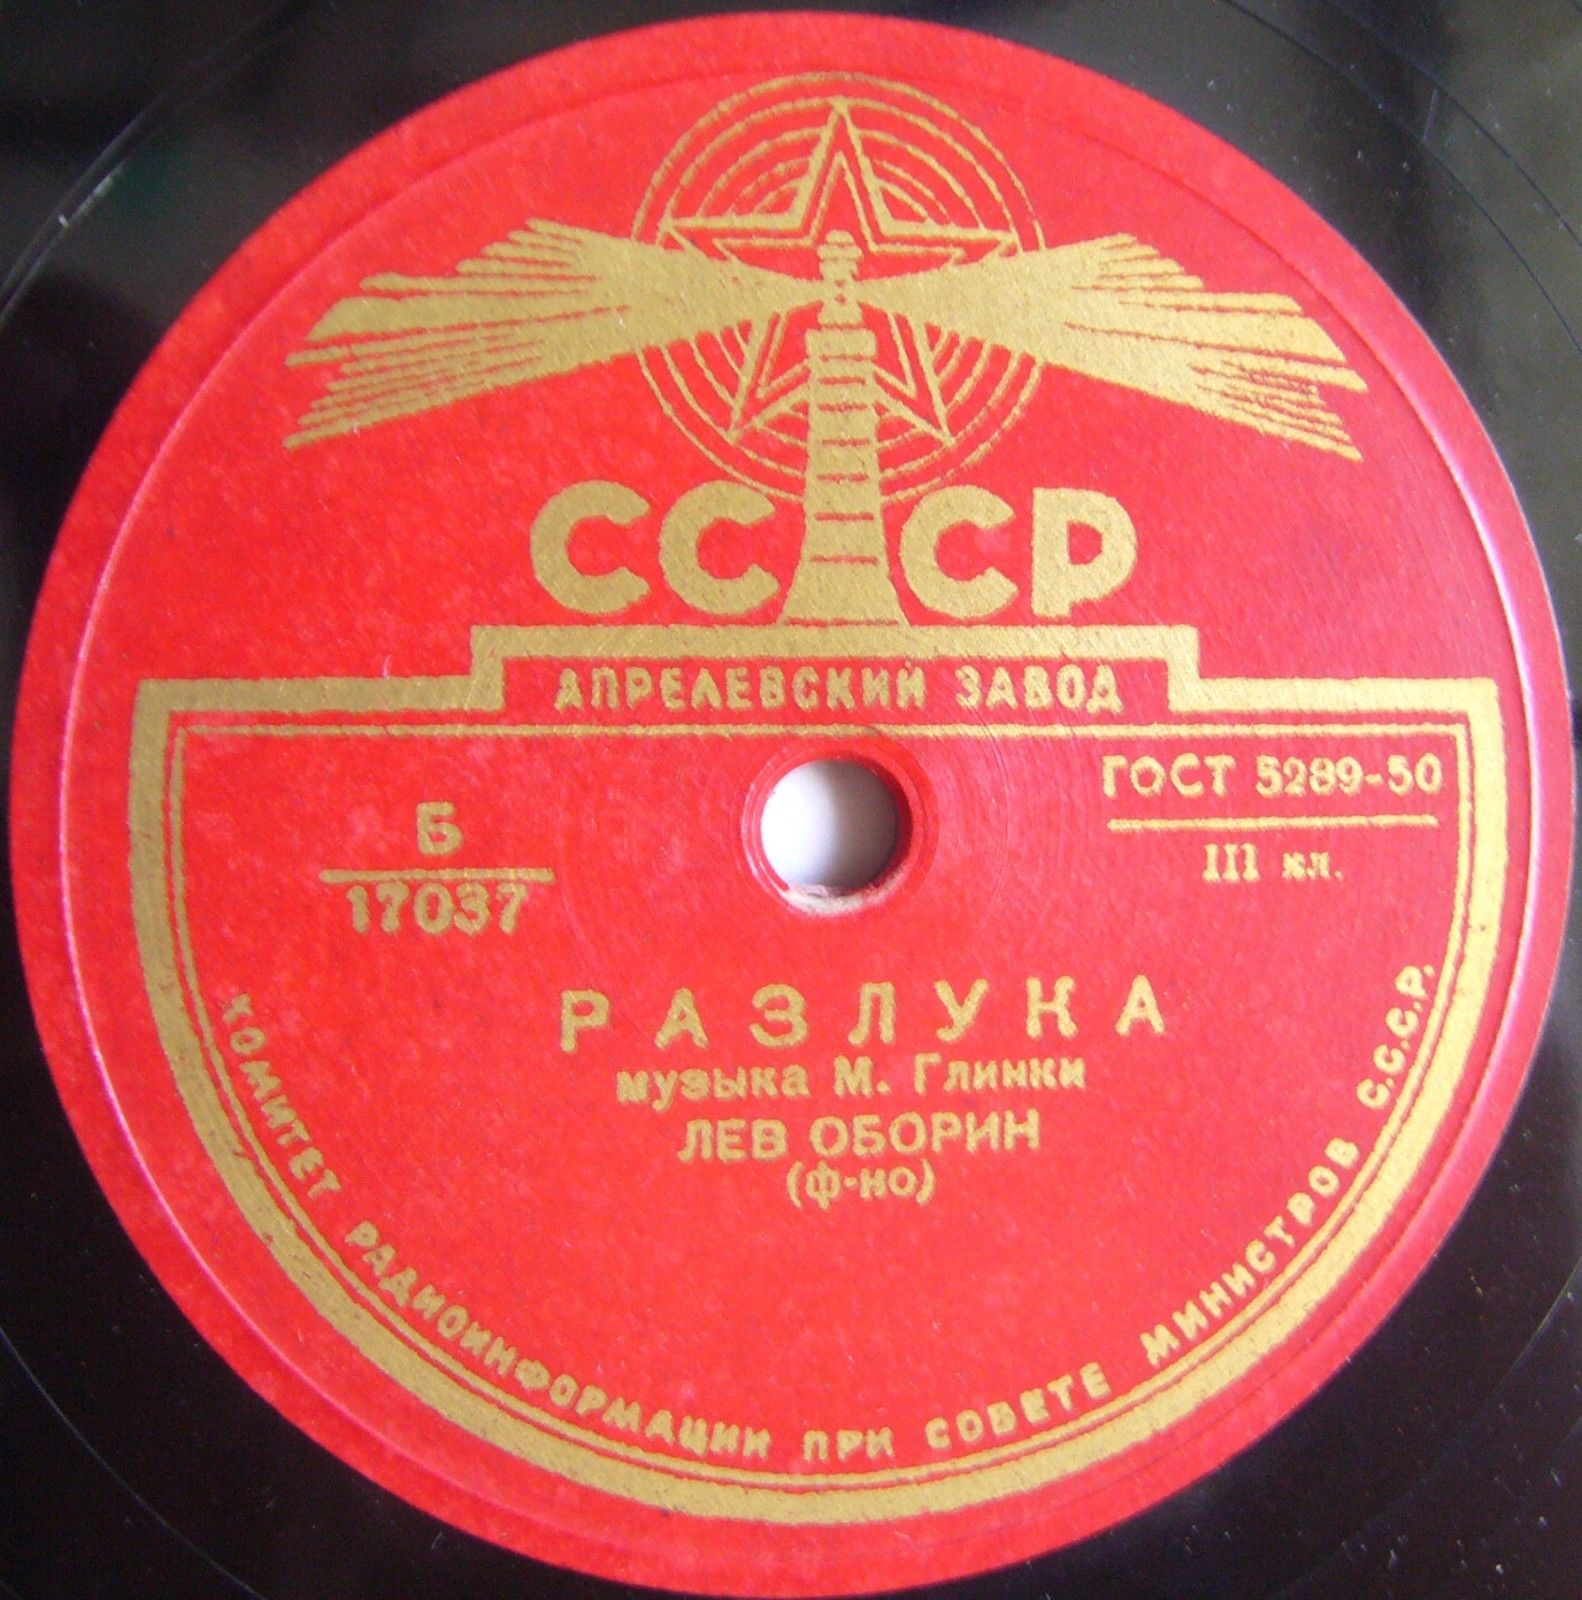 СССР
АПРЕЛЕВСКИЙ ЗАВОД
ГОСТ 5289-50
III кл.
Б
17037
РАЗЛУКА
музыка М. Глинки
ЛЕВ ОБОРИН
(ф-но)
КОМИТЕТ РАДИОИНФОРМАЦИИ ПРИ СОВЕТЕ МИНИСТРОВ С.С.С.Р.